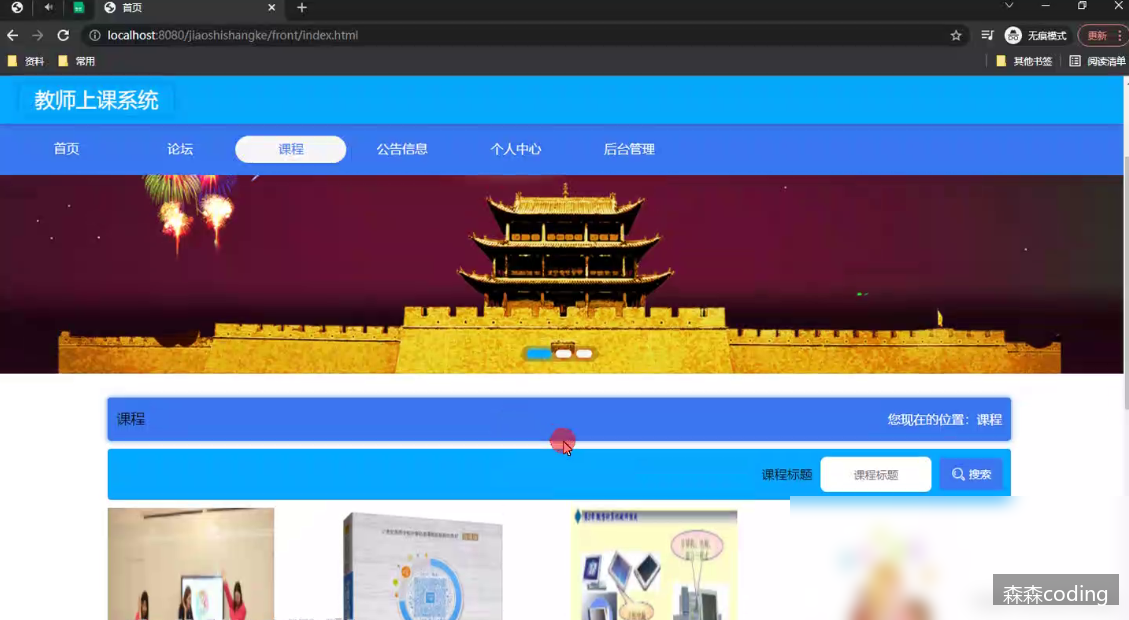 首页
localhost:8080/jiaoshishangke/front/index.html
无痕模式
更新
资料
常用
其他书签
阅读清单
教师上课系统
首页
论坛
课程
公告信息
个人中心
后台管理
课程
您现在的位置：课程
课程标题
课程标题
搜索
森森coding